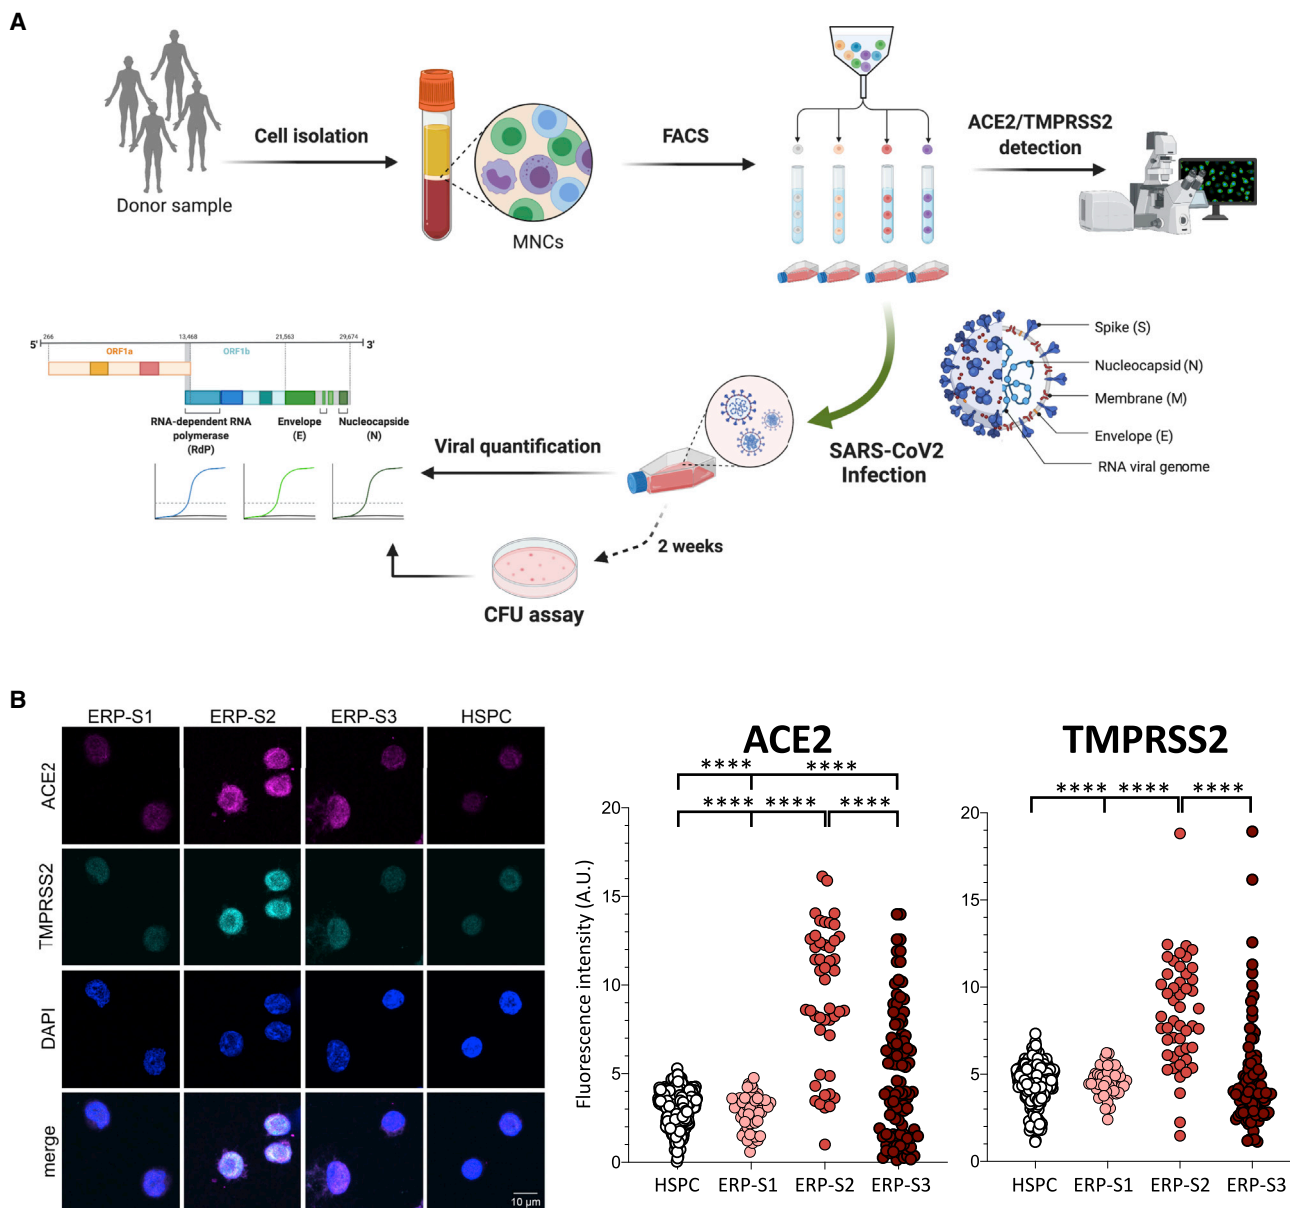 A
Donor sample
Cell isolation
MNCs
FACS
ACE2/TMPRSS2
detection
Spike (S)
Nucleocapsid (N)
Membrane (M)
Envelope (E)
RNA viral genome
SARS-CoV2
Infection
Viral quantification
2 weeks
CFU assay
266
13,468
21,563
29,674
5'
3'
ORF1a
ORF1b
RNA-dependent RNA
polymerase
(RdP)
Envelope
(E)
Nucleocapside
(N)
B
ERP-S1
ERP-S2
ERP-S3
HSPC
ACE2
TMPRSS2
DAPI
merge
10 µm
ACE2
**** ****
**** **** ****
Fluorescence intensity (A.U.)
20
15
10
5
0
HSPC
ERP-S1
ERP-S2
ERP-S3
TMPRSS2
**** **** ****
20
15
10
5
0
HSPC
ERP-S1
ERP-S2
ERP-S3